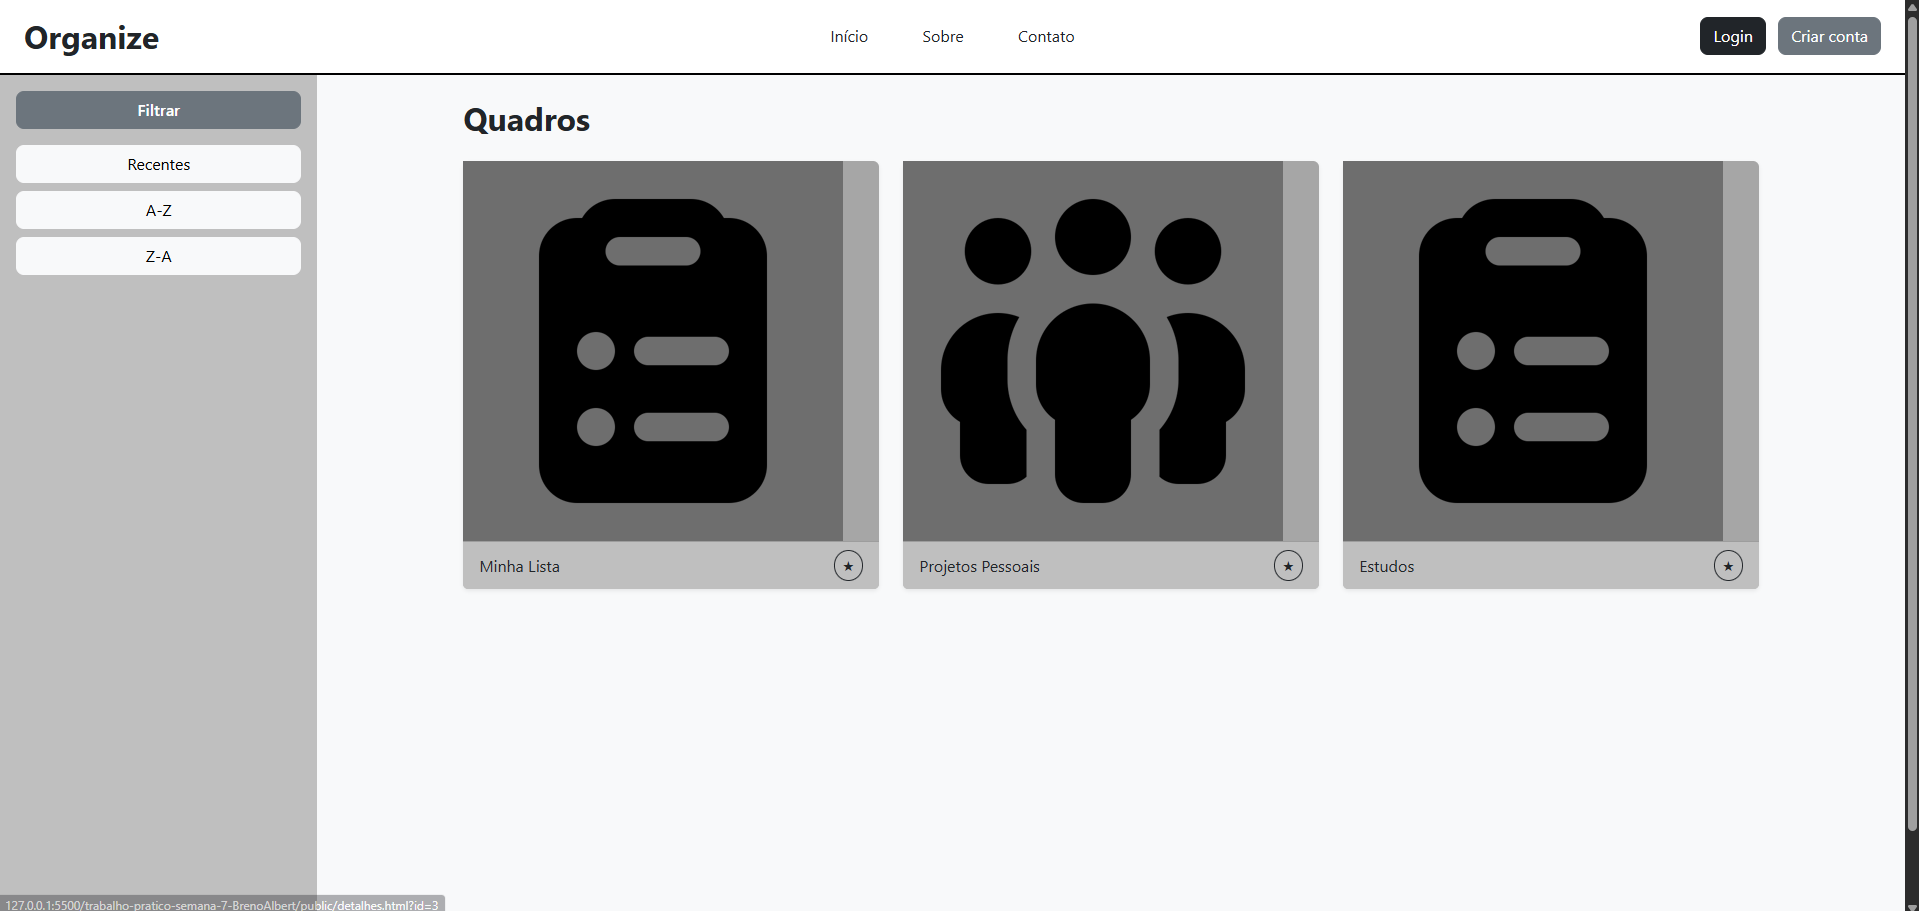 Organize
Início Sobre Contato
Login Criar conta
Filtrar
Recentes
A-Z
Z-A
Quadros
Minha Lista ★
Projetos Pessoais ★
Estudos ★
127.0.0.1:5500/trabalho-pratico-semana-7-BrenoAlbert/public/detalhes.html?id=3